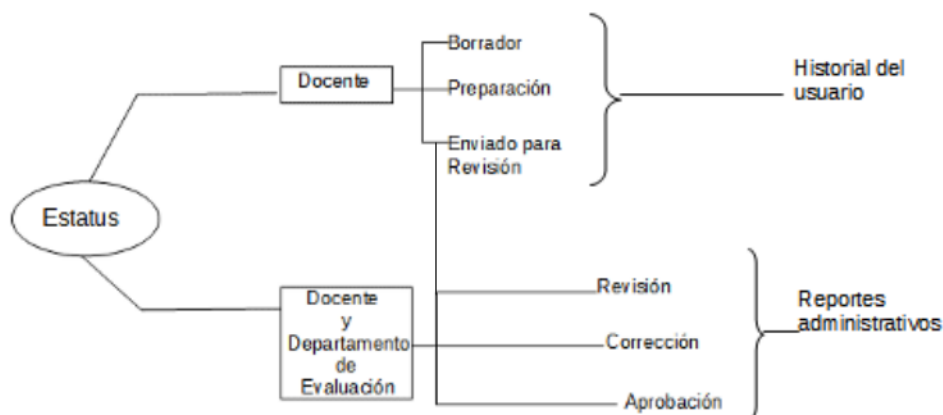 Borrador
Docente
Preparación
Enviado para
Revisión
Historial del
usuario
Estatus
Docente
y
Departamento
de
Evaluación
Revisión
Corrección
Aprobación
Reportes
administrativos